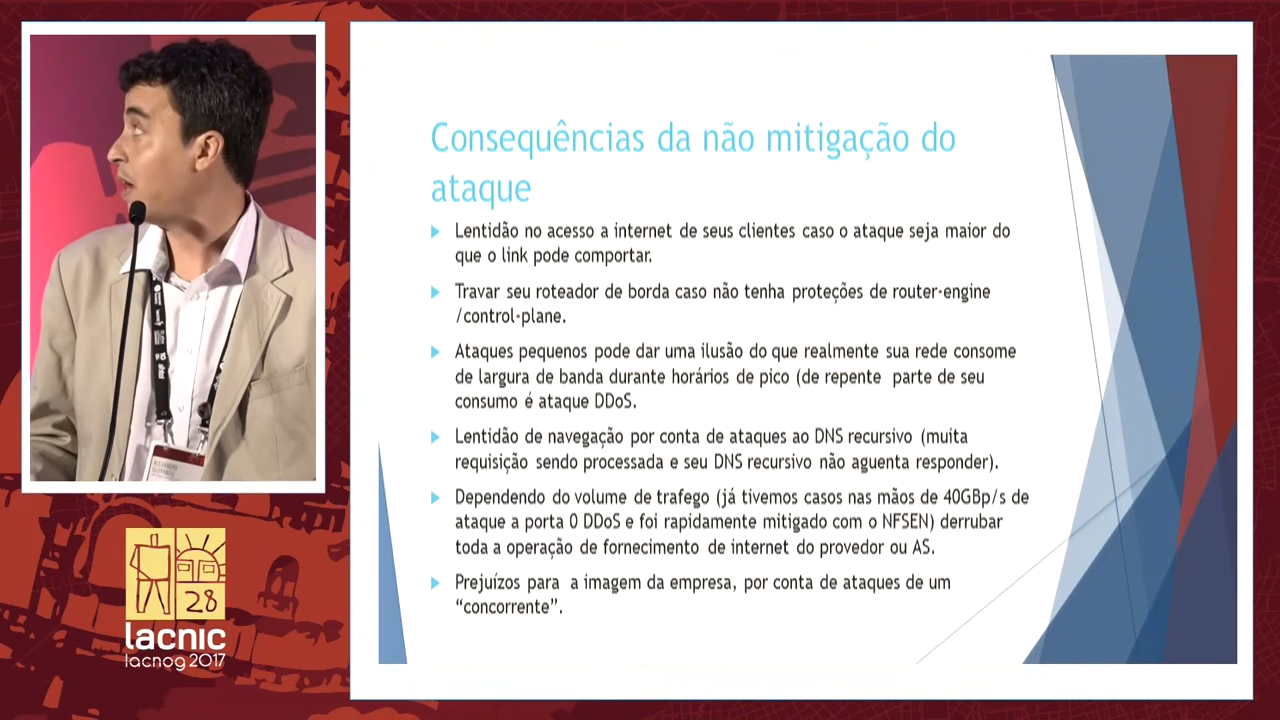 Consequências da não mitigação do
ataque
Lentidão no acesso a internet de seus clientes caso o ataque seja maior do
que o link pode comportar.
Travar seu roteador de borda caso não tenha proteções de router-engine
/control-plane.
Ataques pequenos pode dar uma ilusão do que realmente sua rede consome
de largura de banda durante horários de pico (de repente parte de seu
consumo é ataque DDoS.
Lentidão de navegação por conta de ataques ao DNS recursivo (muita
requisição sendo processada e seu DNS recursivo não aguenta responder).
Dependendo do volume de trafego (já tivemos casos nas mãos de 40GBp/s de
ataque a porta 0 DDoS e foi rapidamente mitigado com o NFSEN) derrubar
toda a operação de fornecimento de internet do provedor ou AS.
Prejuízos para a imagem da empresa, por conta de ataques de um
“concorrente”.
28
lacnic
lacnog 2017